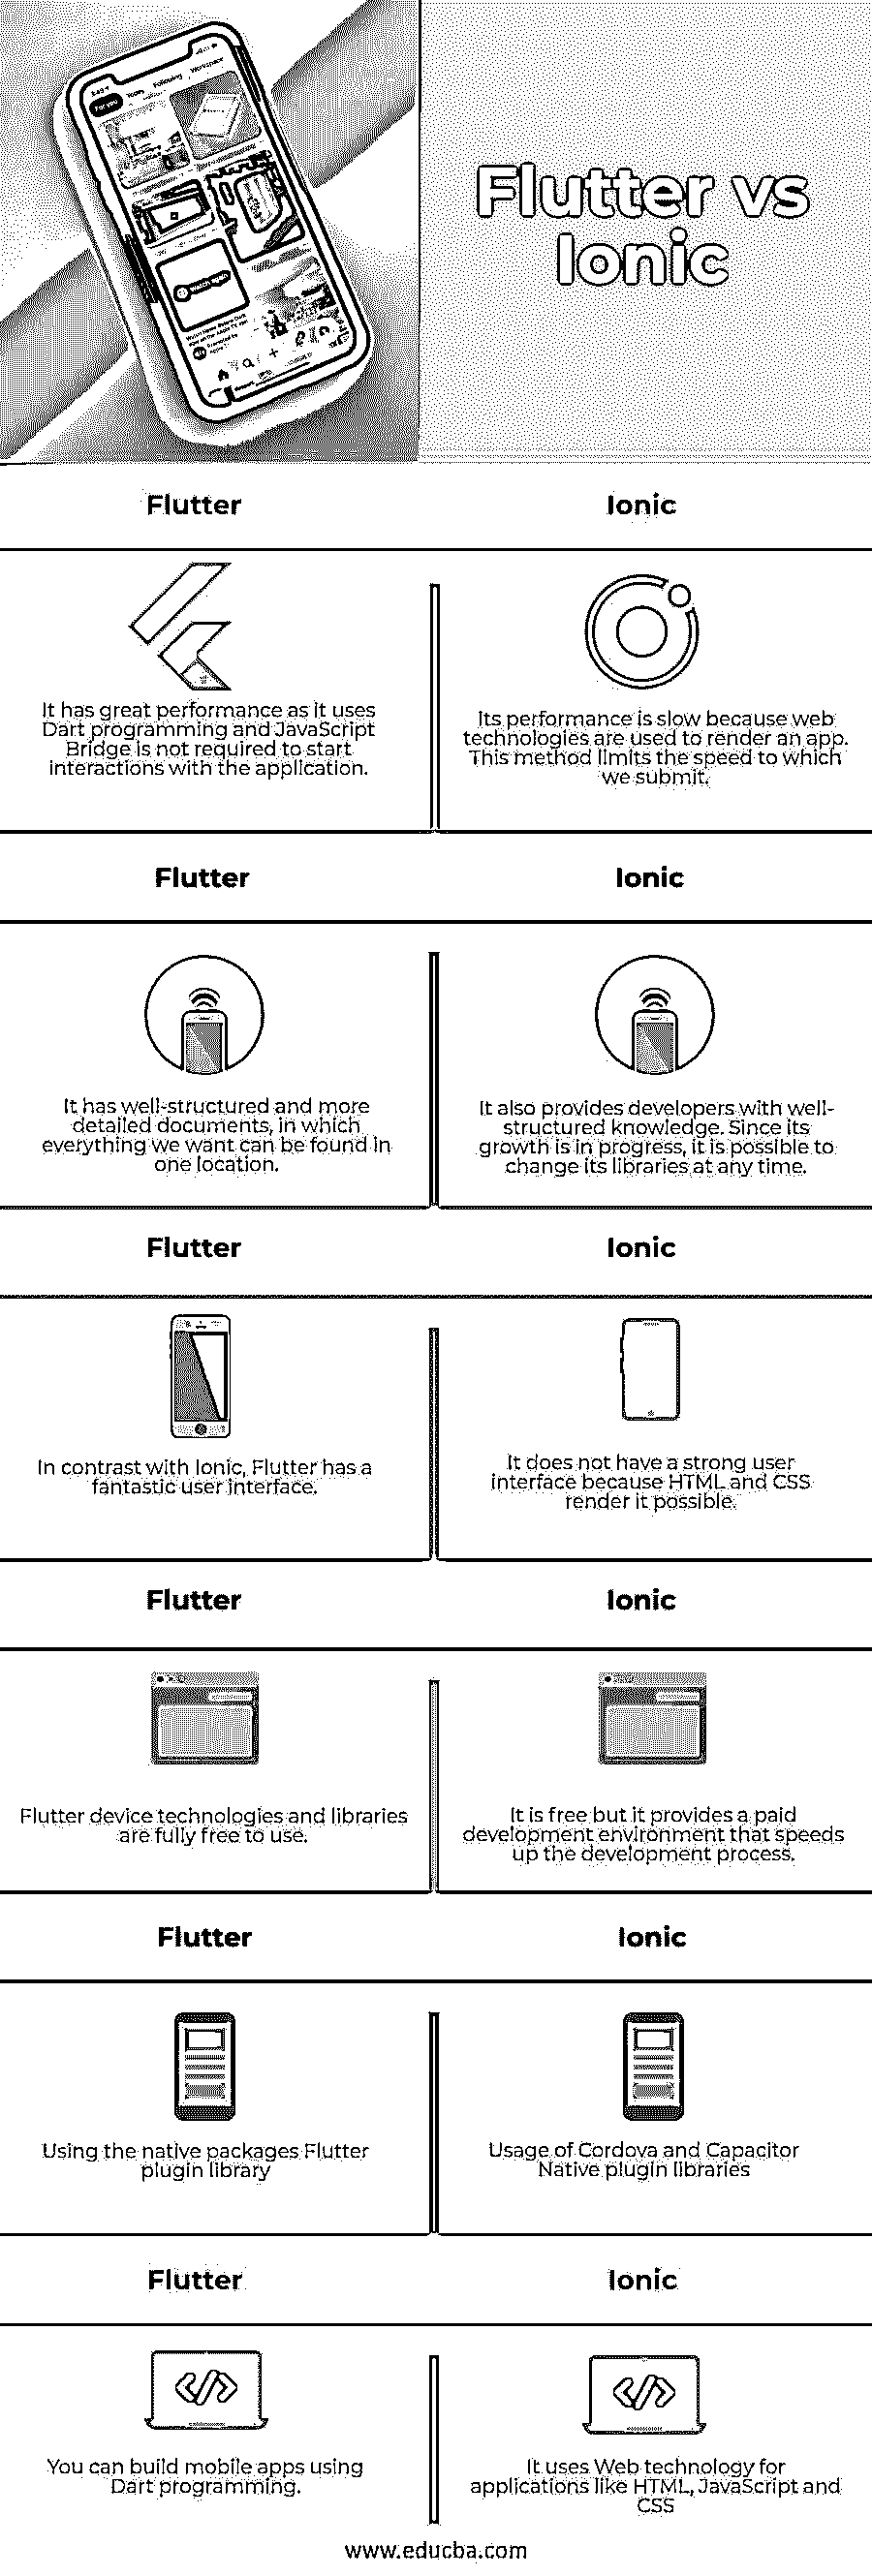 For you
Today
Following
Workspace
Watch again
Flutter vs
Ionic
Flutter
Ionic
It has great performance as it uses
Dart programming and JavaScript
Bridge is not required to start
interactions with the application.
Its performance is slow because web
technologies are used to render an app.
This method limits the speed to which
we submit.
Flutter
Ionic
It has well-structured and more
detailed documents, in which
everything we want can be found in
one location.
It also provides developers with well-
structured knowledge. Since its
growth is in progress, it is possible to
change its libraries at any time.
Flutter
Ionic
In contrast with Ionic, Flutter has a
fantastic user interface.
It does not have a strong user
interface because HTML and CSS
render it possible.
Flutter
Ionic
Flutter device technologies and libraries
are fully free to use.
It is free but it provides a paid
development environment that speeds
up the development process.
Flutter
Ionic
Using the native packages Flutter
plugin library
Usage of Cordova and Capacitor
Native plugin libraries
Flutter
Ionic
You can build mobile apps using
Dart programming.
It uses Web technology for
applications like HTML, JavaScript and
CSS
www.educba.com